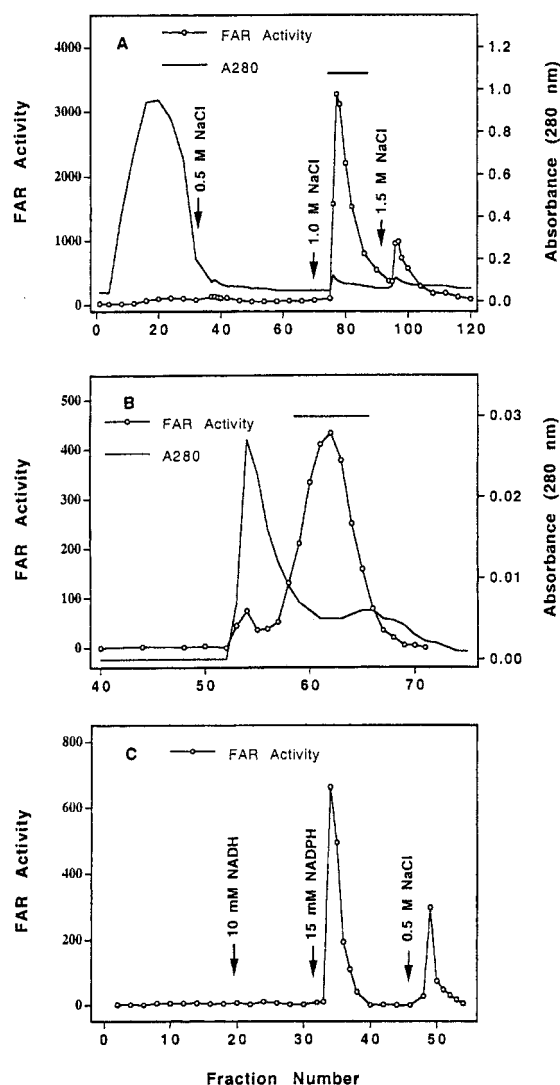 A
FAR Activity
A280
4000
3000
2000
1000
0
FAR Activity
0.5 M NaCl
1.0 M NaCl
1.5 M NaCl
1.2
1.0
0.8
0.6
0.4
0.2
0.0
Absorbance (280 nm)
0 20 40 60 80 100 120
B
FAR Activity
A280
500
400
300
200
100
0
FAR Activity
0.03
0.02
0.01
0.00
Absorbance (280 nm)
40 50 60 70
C
FAR Activity
800
600
400
200
0
FAR Activity
10 mM NADH
15 mM NADPH
0.5 M NaCl
0 10 20 30 40 50
Fraction Number